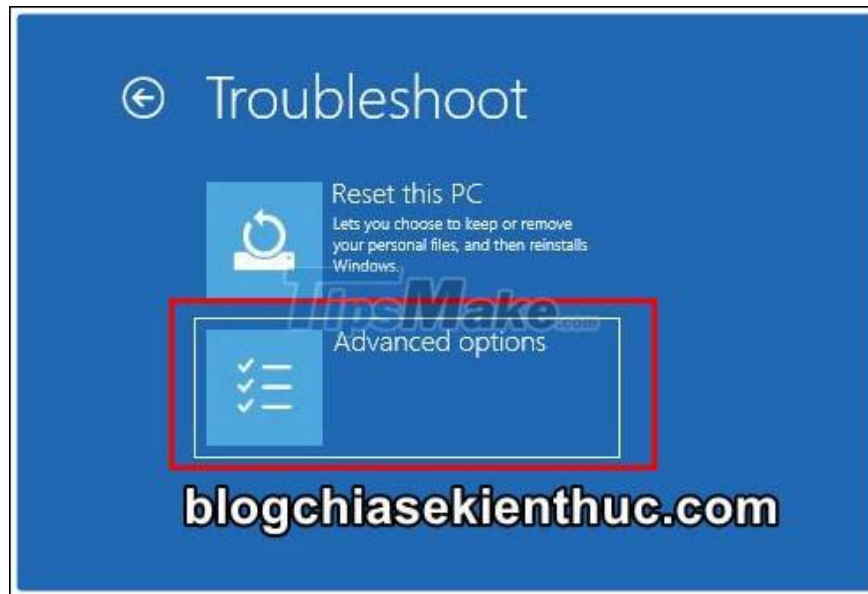 Troubleshoot
Reset this PC
Lets you choose to keep or remove
your personal files, and then reinstalls
Windows.
TipsMake.com
Advanced options
blogchiasekienthuc.com